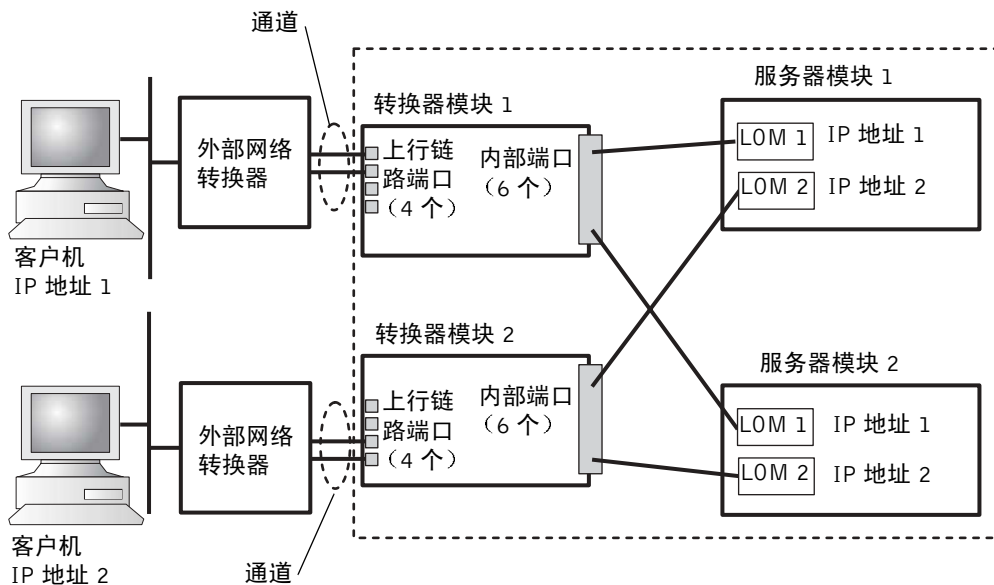 通道
转换器模块 1
服务器模块 1
外部网络
转换器
上行链
路端口
（4 个）
内部端口
（6 个）
LOM 1
IP 地址 1
LOM 2
IP 地址 2
客户机
IP 地址 1
转换器模块 2
服务器模块 2
外部网络
转换器
上行链
路端口
（4 个）
内部端口
（6 个）
LOM 1
IP 地址 1
LOM 2
IP 地址 2
客户机
IP 地址 2
通道